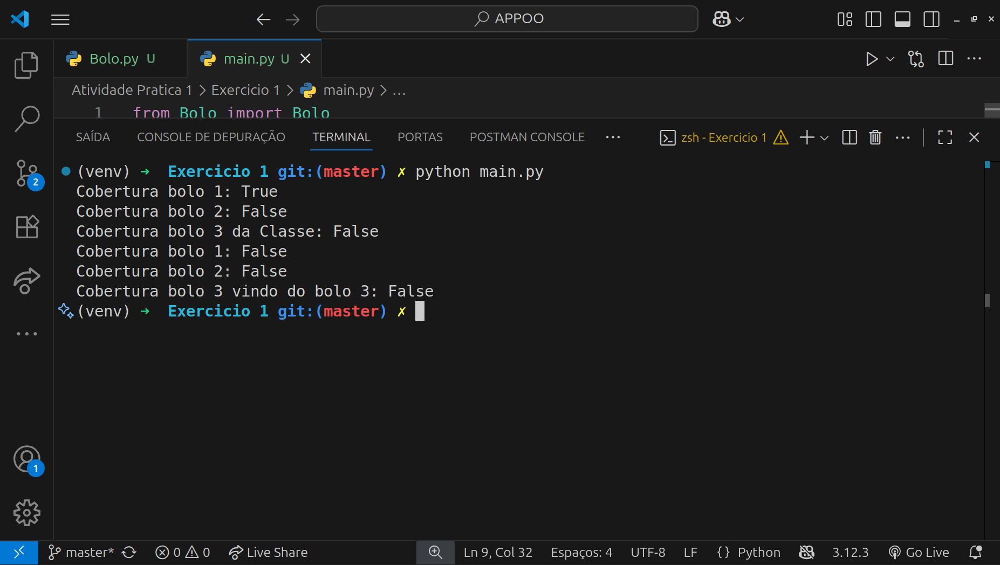 APPOO
Bolo.py U
main.py U
Atividade Pratica 1 > Exercicio 1 > main.py > ...
1 from Bolo import Bolo
SAÍDA CONSOLE DE DEPURAÇÃO TERMINAL PORTAS POSTMAN CONSOLE ... zsh - Exercicio 1
(venv) ➜ Exercicio 1 git:(master) ✗ python main.py
Cobertura bolo 1: True
Cobertura bolo 2: False
Cobertura bolo 3 da Classe: False
Cobertura bolo 1: False
Cobertura bolo 2: False
Cobertura bolo 3 vindo do bolo 3: False
(venv) ➜ Exercicio 1 git:(master) ✗
2
1
master* 0 0 Live Share Ln 9, Col 32 Espaços: 4 UTF-8 LF {} Python 3.12.3 Go Live